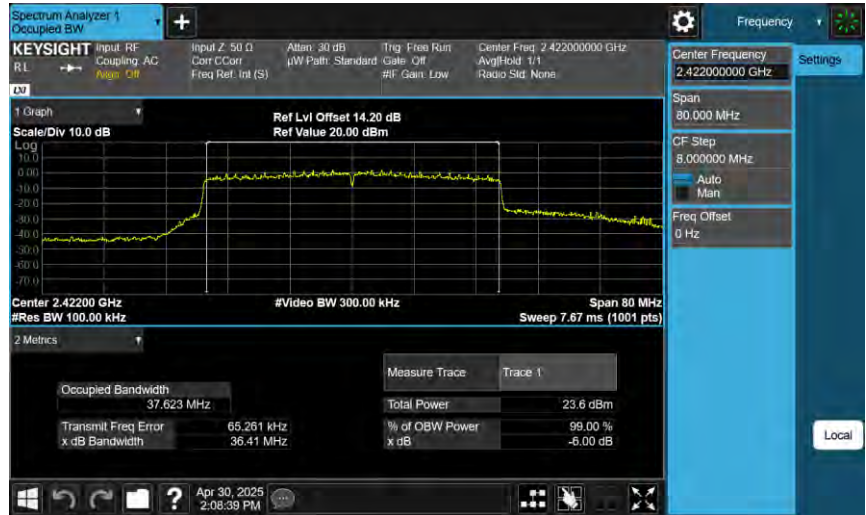 Spectrum Analyzer 1
Occupied BW
Frequency
KEYSIGHT
RL
LXI
Input: RF
Coupling: AC
Align: Off
Input Z: 50 Ω
Corr CCorr
Freq Ref: Int (S)
Atten: 30 dB
µW Path: Standard
Trig: Free Run
Gate: Off
#IF Gain: Low
Center Freq: 2.422000000 GHz
Avg|Hold: 1/1
Radio Std: None
Center Frequency
2.422000000 GHz
Settings
Span
80.000 MHz
CF Step
8.000000 MHz
Auto
Man
Freq Offset
0 Hz
Local
1 Graph
Scale/Div 10.0 dB
Ref Lvl Offset 14.20 dB
Ref Value 20.00 dBm
Log
10.0
0.00
-10.0
-20.0
-30.0
-40.0
-50.0
-60.0
-70.0
Center 2.42200 GHz
#Video BW 300.00 kHz
Span 80 MHz
#Res BW 100.00 kHz
Sweep 7.67 ms (1001 pts)
2 Metrics
Measure Trace Trace 1
Occupied Bandwidth
37.623 MHz
Total Power 23.6 dBm
Transmit Freq Error 65.261 kHz
% of OBW Power 99.00 %
x dB Bandwidth 36.41 MHz
x dB -6.00 dB
?
Apr 30, 2025
2:08:39 PM